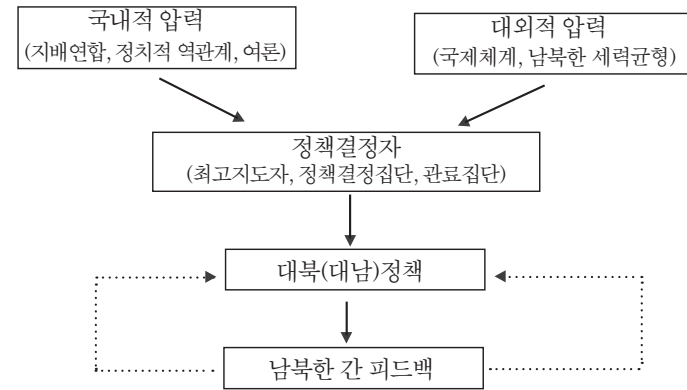 국내적 압력
(지배연합, 정치적 역관계, 여론)
대외적 압력
(국제체계, 남북한 세력균형)
정책결정자
(최고지도자, 정책결정집단, 관료집단)
대북(대남)정책
남북한 간 피드백